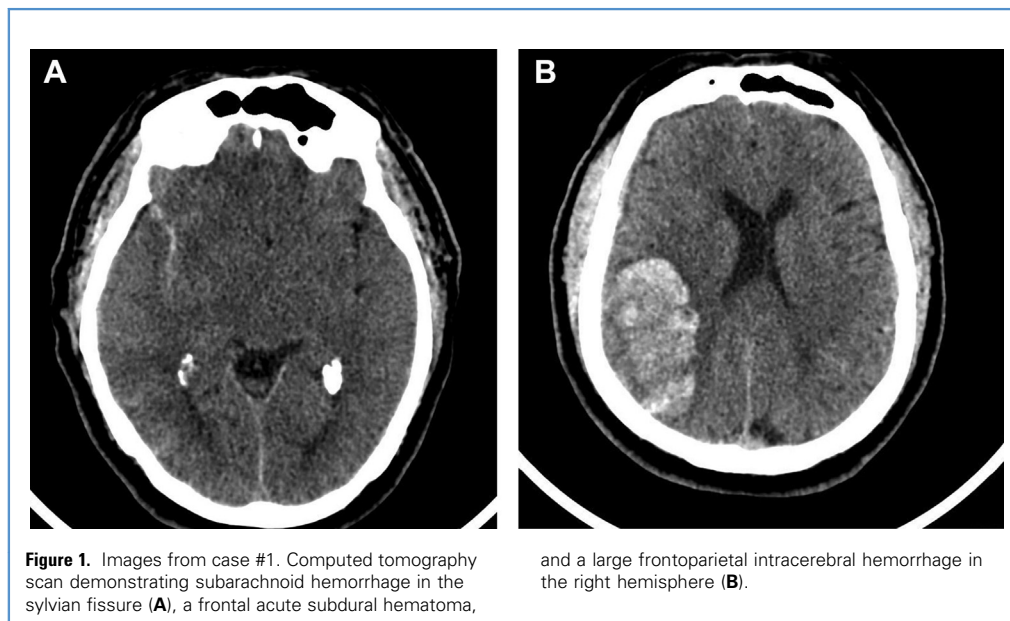 A
B
Figure 1. Images from case #1. Computed tomography
scan demonstrating subarachnoid hemorrhage in the
sylvian fissure (A), a frontal acute subdural hematoma,
and a large frontoparietal intracerebral hemorrhage in
the right hemisphere (B).